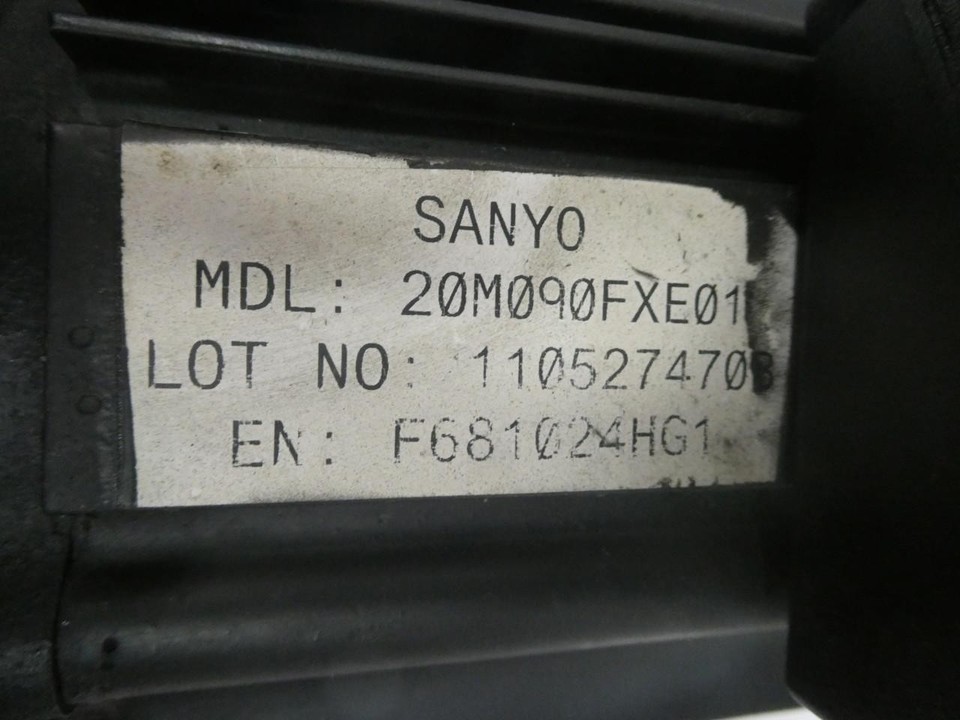 SANYO
MDL: 20M090FXE01
LOT NO: 110527470B
EN: F681024HG1